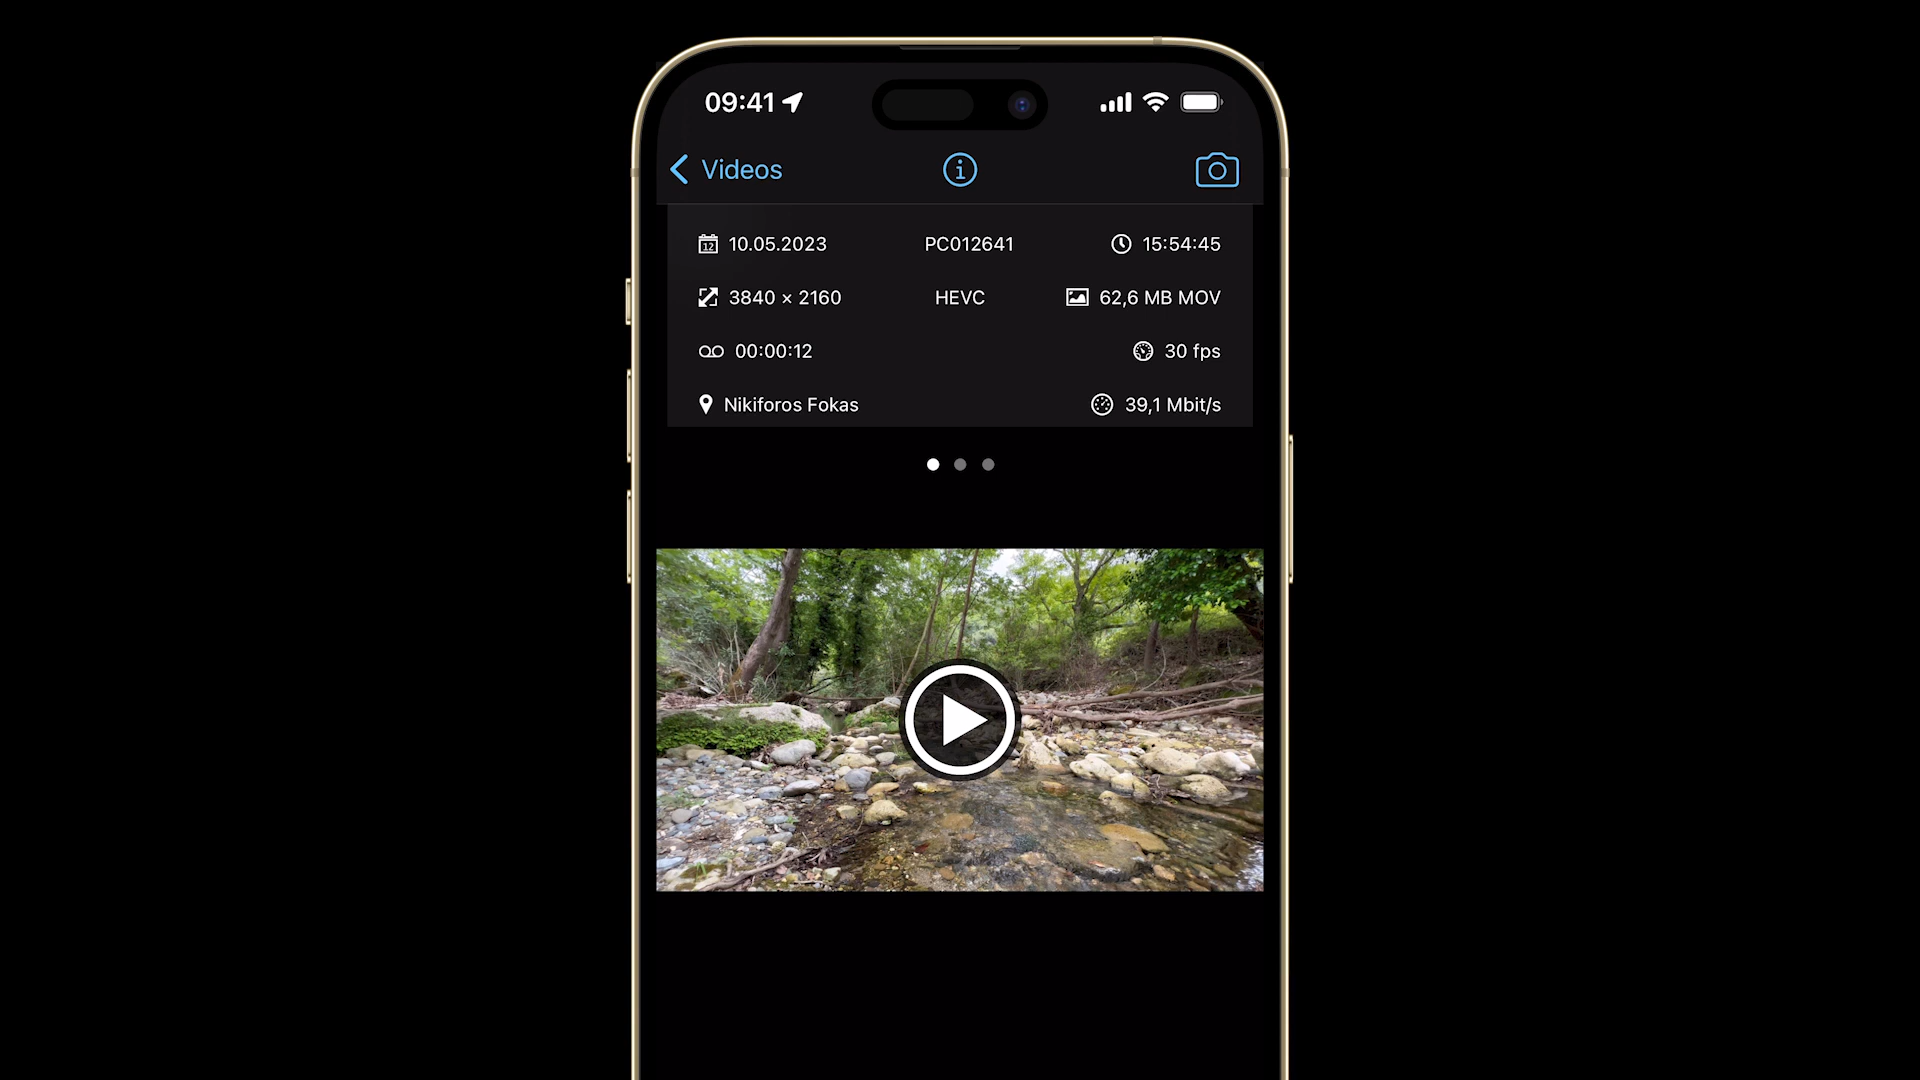 09:41
Videos
10.05.2023 PC012641 15:54:45
3840 × 2160 HEVC 62,6 MB MOV
00:00:12 30 fps
Nikiforos Fokas 39,1 Mbit/s